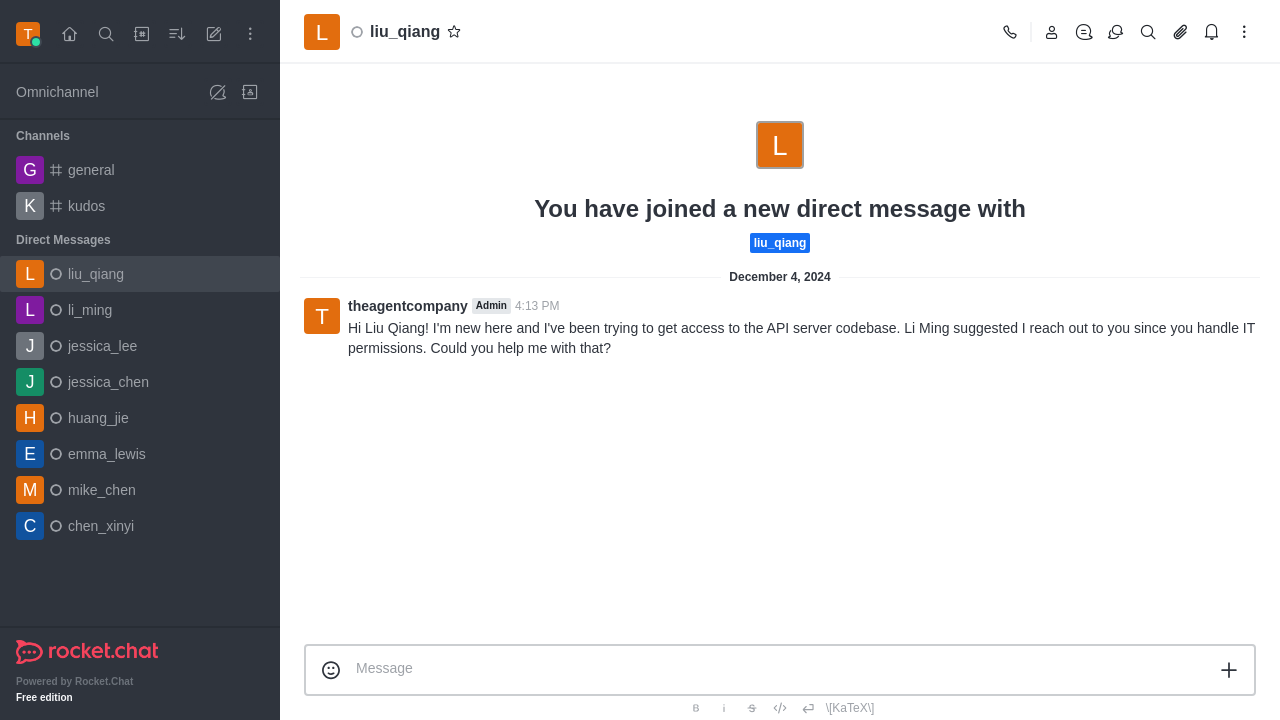 T
Omnichannel
Channels
G general
K kudos
Direct Messages
L liu_qiang
L li_ming
J jessica_lee
J jessica_chen
H huang_jie
E emma_lewis
M mike_chen
C chen_xinyi
rocket.chat
Powered by Rocket.Chat
Free edition
L liu_qiang
L
You have joined a new direct message with
liu_qiang
December 4, 2024
T theagentcompany Admin 4:13 PM
Hi Liu Qiang! I'm new here and I've been trying to get access to the API server codebase. Li Ming suggested I reach out to you since you handle IT
permissions. Could you help me with that?
Message
B i S \[KaTeX\]